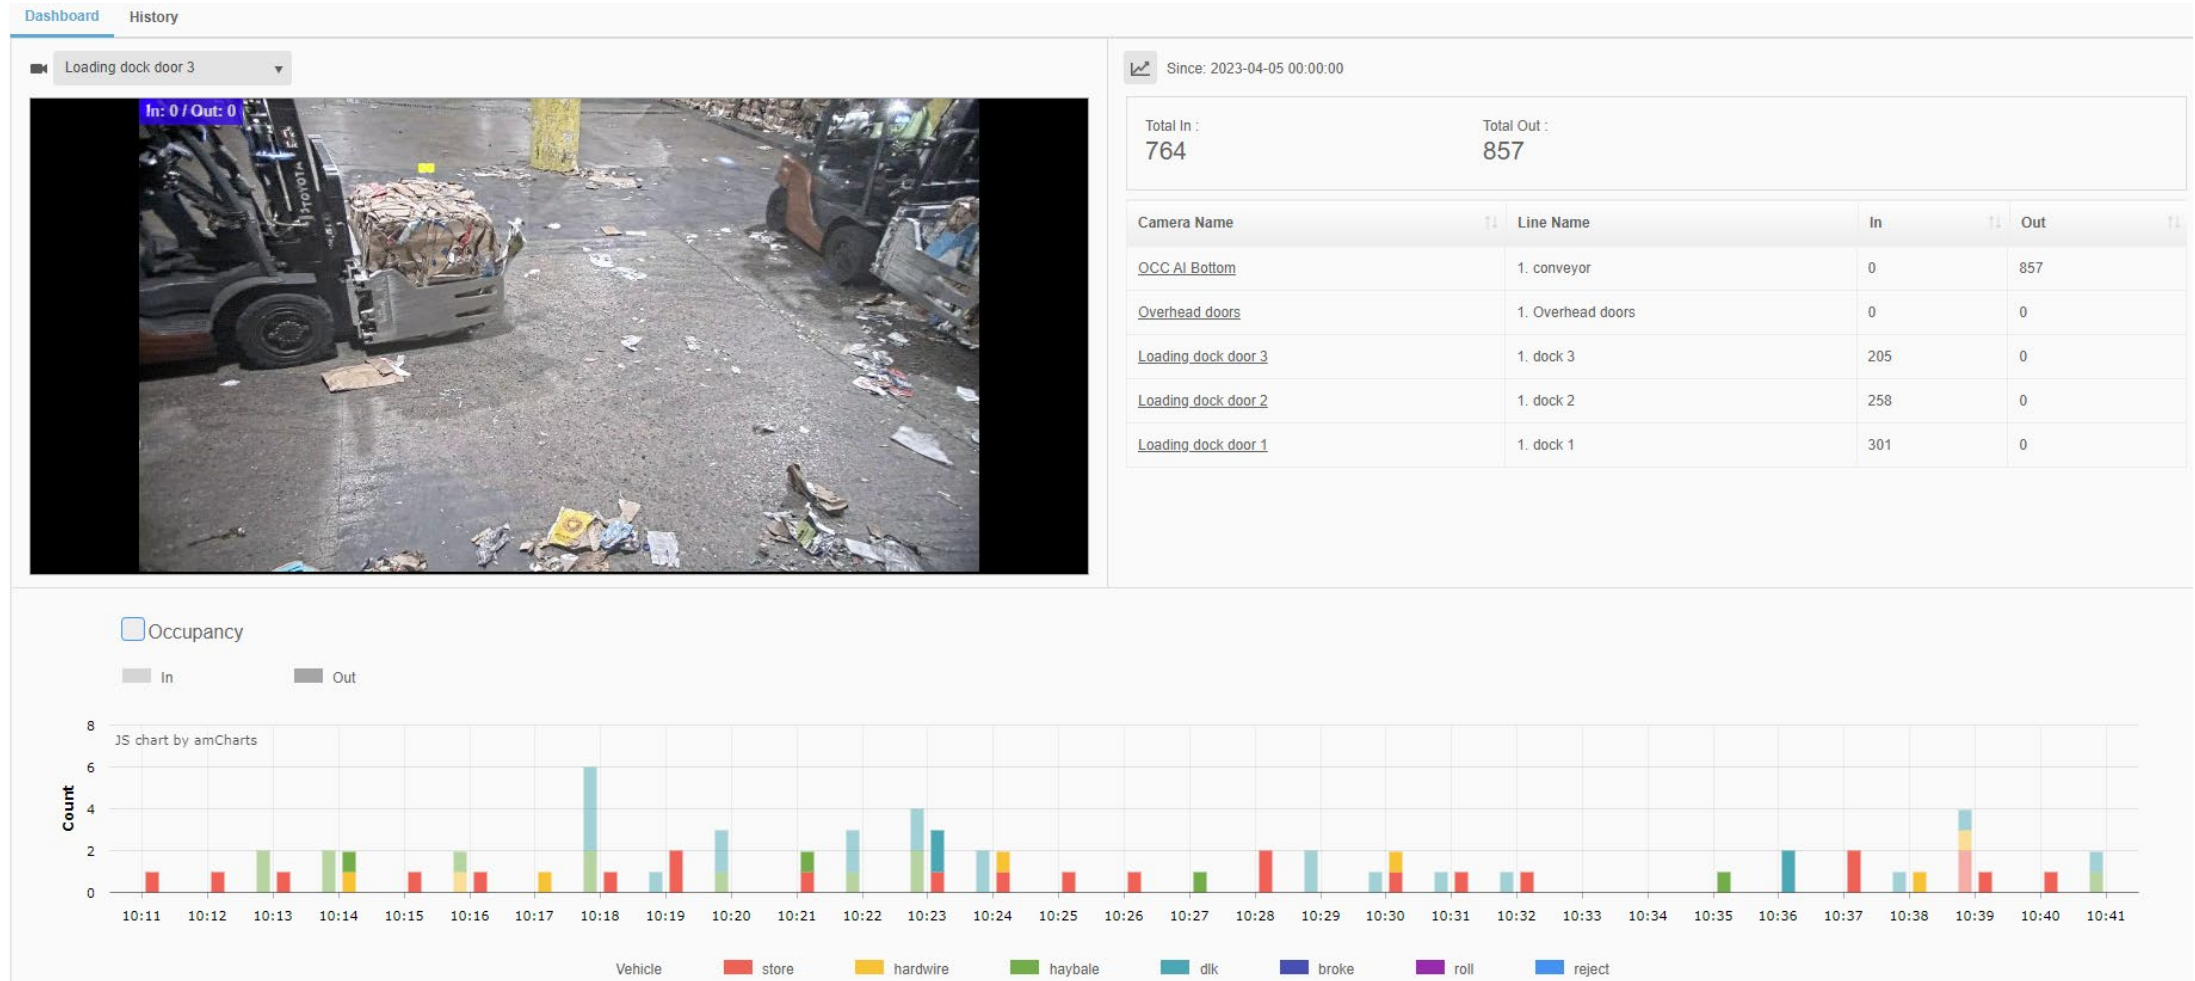 Dashboard History
Loading dock door 3
In: 0 / Out: 0
TOYOTA
Since: 2023-04-05 00:00:00
Total In : Total Out :
764 857
Camera Name Line Name In Out
OCC AI Bottom 1. conveyor 0 857
Overhead doors 1. Overhead doors 0 0
Loading dock door 3 1. dock 3 205 0
Loading dock door 2 1. dock 2 258 0
Loading dock door 1 1. dock 1 301 0
Occupancy
In Out
JS chart by amCharts
Count
8
6
4
2
0
10:11 10:12 10:13 10:14 10:15 10:16 10:17 10:18 10:19 10:20 10:21 10:22 10:23 10:24 10:25 10:26 10:27 10:28 10:29 10:30 10:31 10:32 10:33 10:34 10:35 10:36 10:37 10:38 10:39 10:40 10:41
Vehicle store hardwire haybale dlk broke roll reject